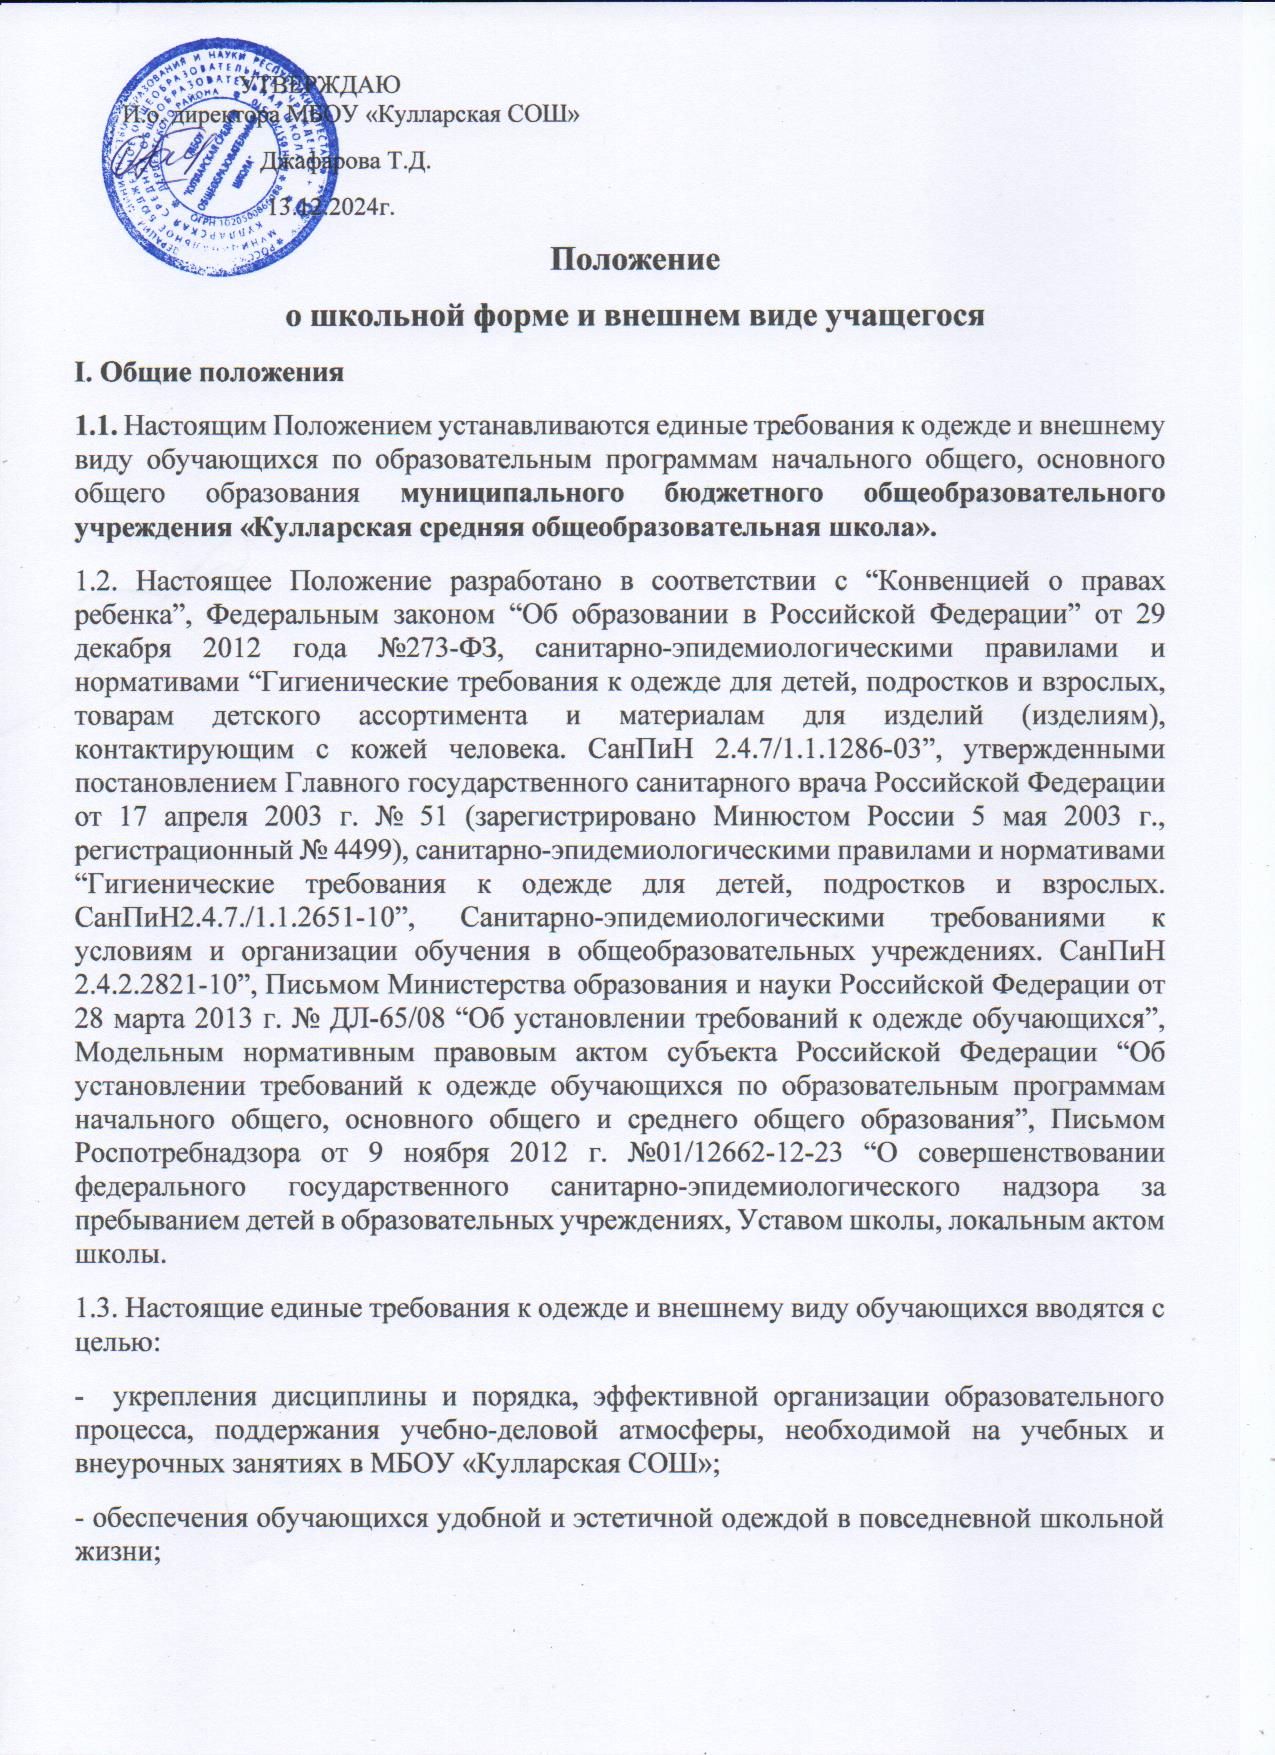 УТВЕРЖДАЮ
И.о. директора МБОУ «Кулларская СОШ»
Джафарова Т.Д.
13.12.2024г.
"КУЛЛАРСКАЯ СРЕДНЯЯ
ОБЩЕОБРАЗОВАТЕЛЬНАЯ
ШКОЛА"
Положение
о школьной форме и внешнем виде учащегося
I. Общие положения
1.1. Настоящим Положением устанавливаются единые требования к одежде и внешнему
виду обучающихся по образовательным программам начального общего, основного
общего образования муниципального бюджетного общеобразовательного
учреждения «Кулларская средняя общеобразовательная школа».
1.2. Настоящее Положение разработано в соответствии с “Конвенцией о правах
ребенка”, Федеральным законом “Об образовании в Российской Федерации” от 29
декабря 2012 года №273-ФЗ, санитарно-эпидемиологическими правилами и
нормативами “Гигиенические требования к одежде для детей, подростков и взрослых,
товарам детского ассортимента и материалам для изделий (изделиям),
контактирующим с кожей человека. СанПиН 2.4.7/1.1.1286-03”, утвержденными
постановлением Главного государственного санитарного врача Российской Федерации
от 17 апреля 2003 г. № 51 (зарегистрировано Минюстом России 5 мая 2003 г.,
регистрационный № 4499), санитарно-эпидемиологическими правилами и нормативами
“Гигиенические требования к одежде для детей, подростков и взрослых.
СанПиН2.4.7./1.1.2651-10”, Санитарно-эпидемиологическими требованиями к
условиям и организации обучения в общеобразовательных учреждениях. СанПиН
2.4.2.2821-10”, Письмом Министерства образования и науки Российской Федерации от
28 марта 2013 г. № ДЛ-65/08 “Об установлении требований к одежде обучающихся”,
Модельным нормативным правовым актом субъекта Российской Федерации “Об
установлении требований к одежде обучающихся по образовательным программам
начального общего, основного общего и среднего общего образования”, Письмом
Роспотребнадзора от 9 ноября 2012 г. №01/12662-12-23 “О совершенствовании
федерального государственного санитарно-эпидемиологического надзора за
пребыванием детей в образовательных учреждениях, Уставом школы, локальным актом
школы.
1.3. Настоящие единые требования к одежде и внешнему виду обучающихся вводятся с
целью:
- укрепления дисциплины и порядка, эффективной организации образовательного
процесса, поддержания учебно-деловой атмосферы, необходимой на учебных и
внеурочных занятиях в МБОУ «Кулларская СОШ»;
- обеспечения обучающихся удобной и эстетичной одеждой в повседневной школьной
жизни;